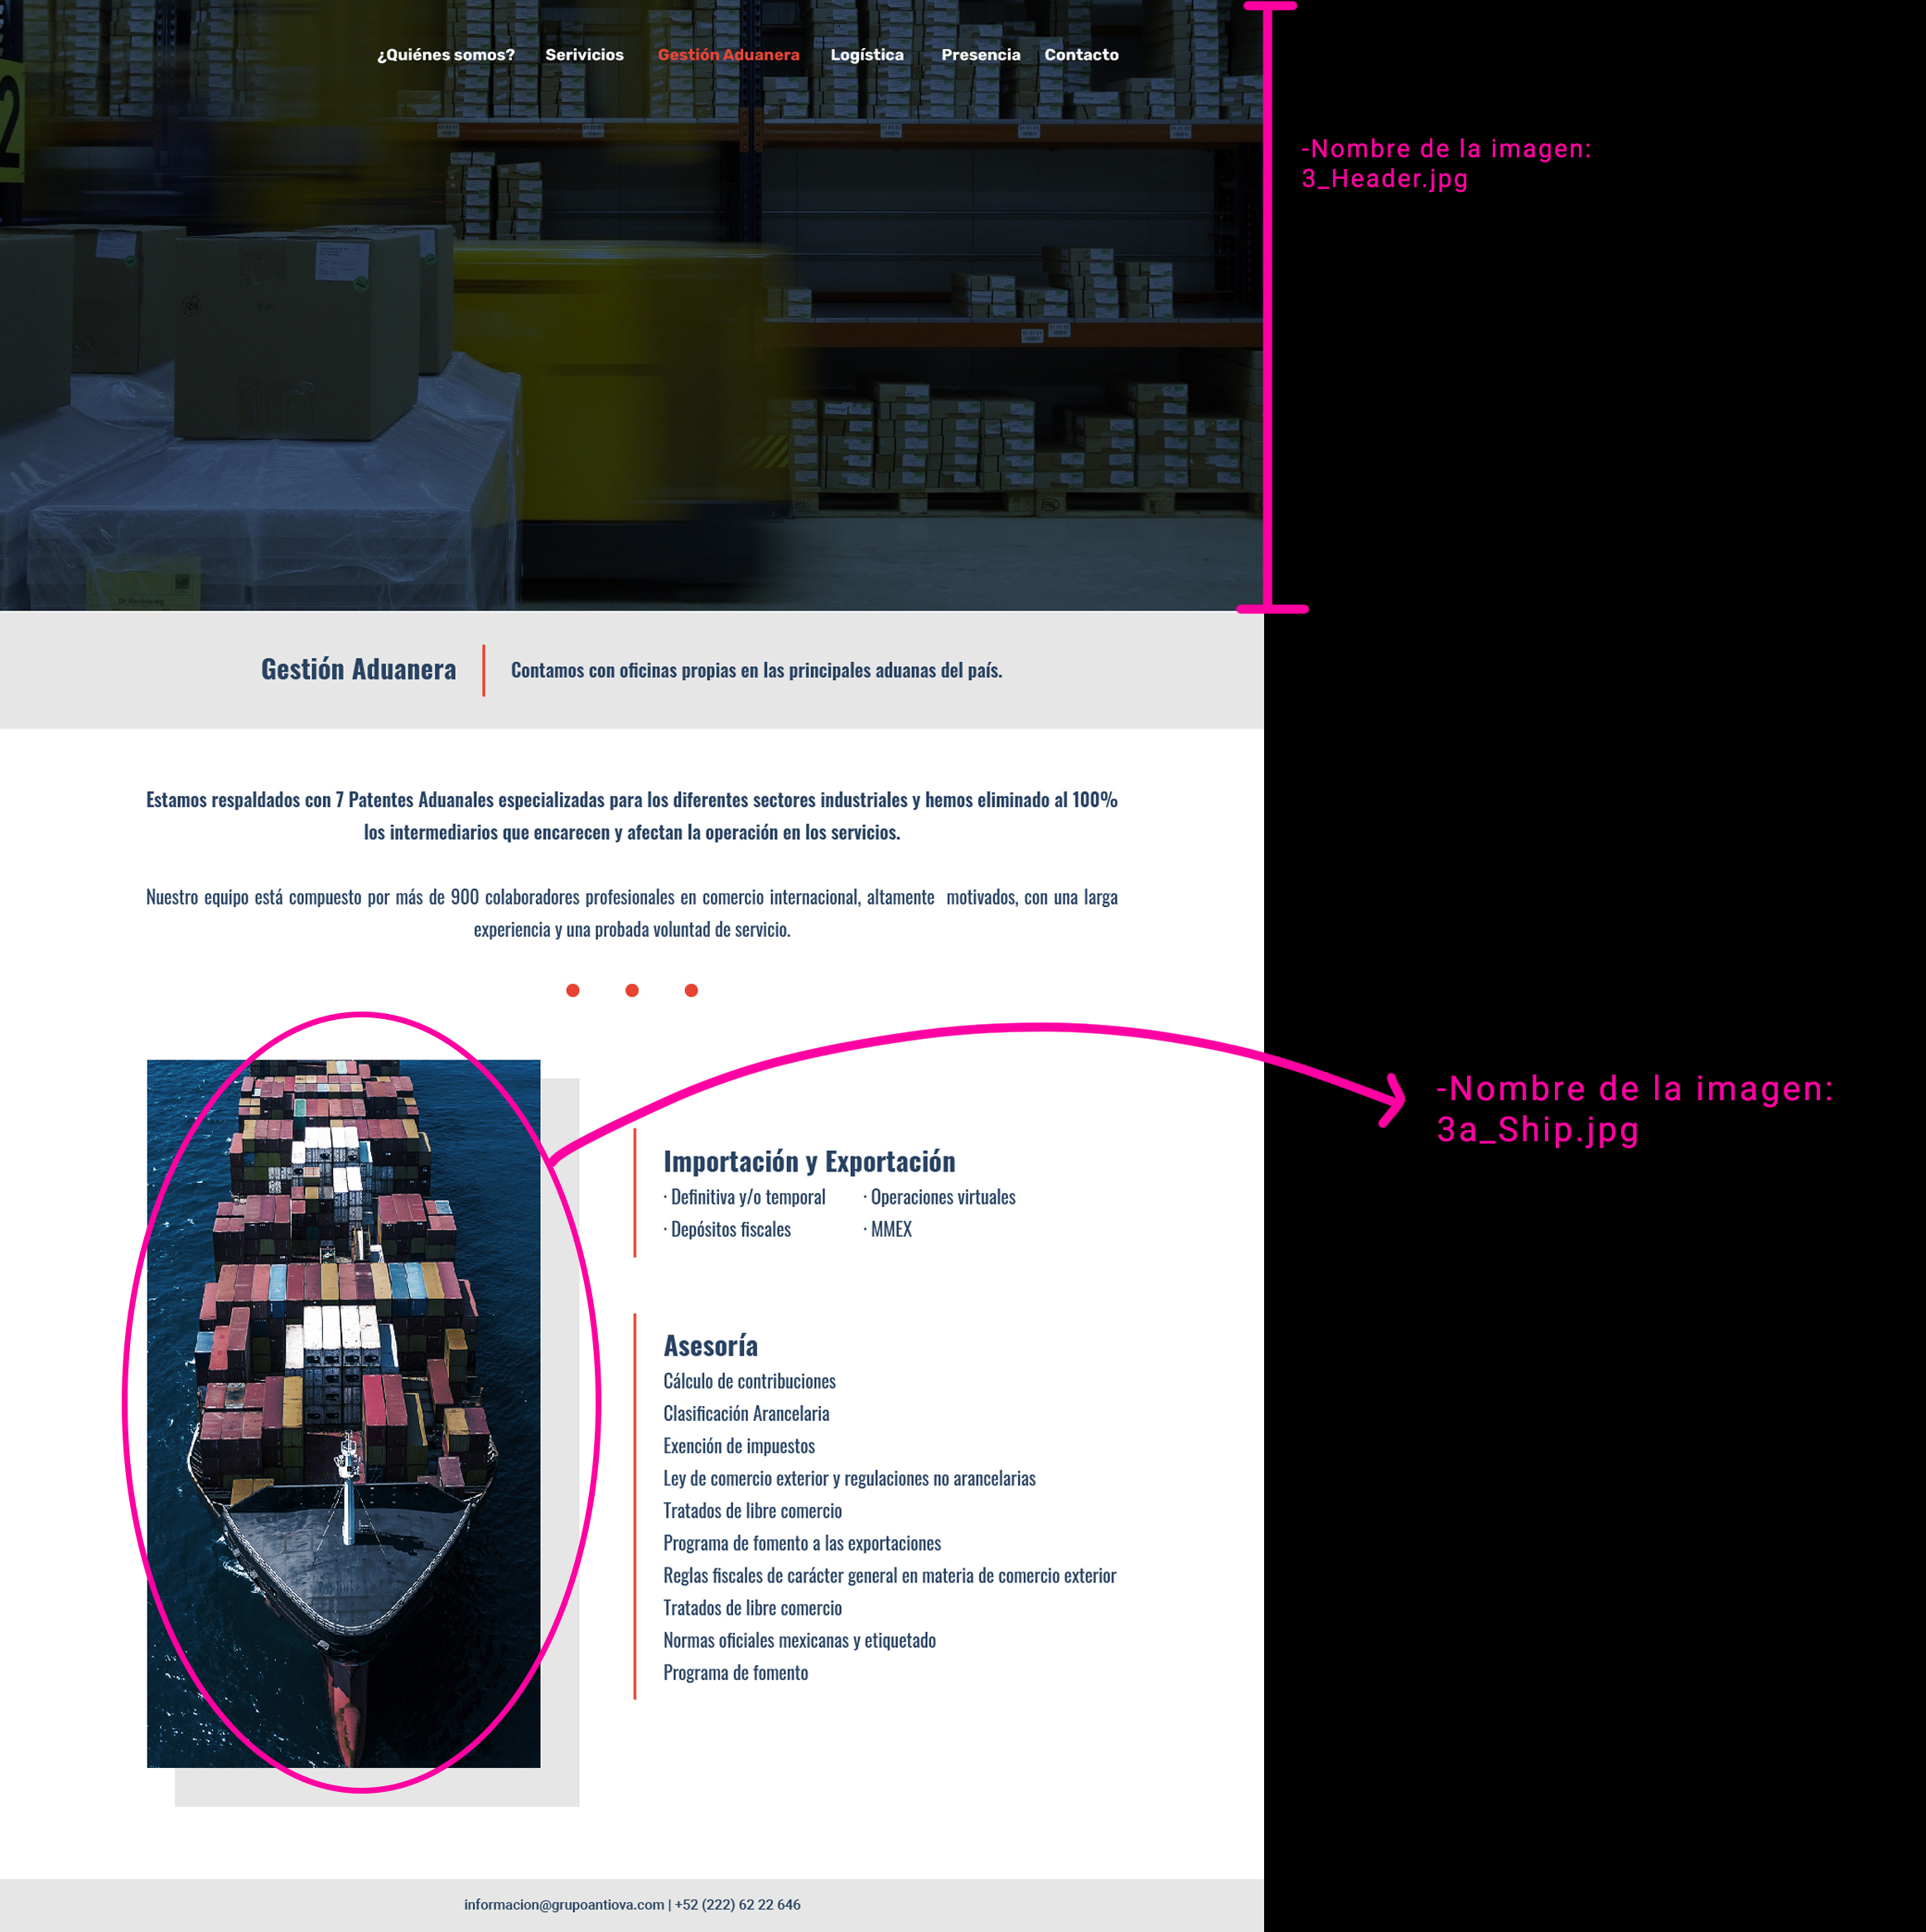 ¿Quiénes somos? Serivicios Gestión Aduanera Logística Presencia Contacto
-Nombre de la imagen:
3_Header.jpg
Gestión Aduanera
Contamos con oficinas propias en las principales aduanas del país.
Estamos respaldados con 7 Patentes Aduanales especializadas para los diferentes sectores industriales y hemos eliminado al 100%
los intermediarios que encarecen y afectan la operación en los servicios.
Nuestro equipo está compuesto por más de 900 colaboradores profesionales en comercio internacional, altamente motivados, con una larga
experiencia y una probada voluntad de servicio.
-Nombre de la imagen:
3a_Ship.jpg
Importación y Exportación
· Definitiva y/o temporal · Operaciones virtuales
· Depósitos fiscales · MMEX
Asesoría
Cálculo de contribuciones
Clasificación Arancelaria
Exención de impuestos
Ley de comercio exterior y regulaciones no arancelarias
Tratados de libre comercio
Programa de fomento a las exportaciones
Reglas fiscales de carácter general en materia de comercio exterior
Tratados de libre comercio
Normas oficiales mexicanas y etiquetado
Programa de fomento
informacion@grupoantiova.com | +52 (222) 62 22 646